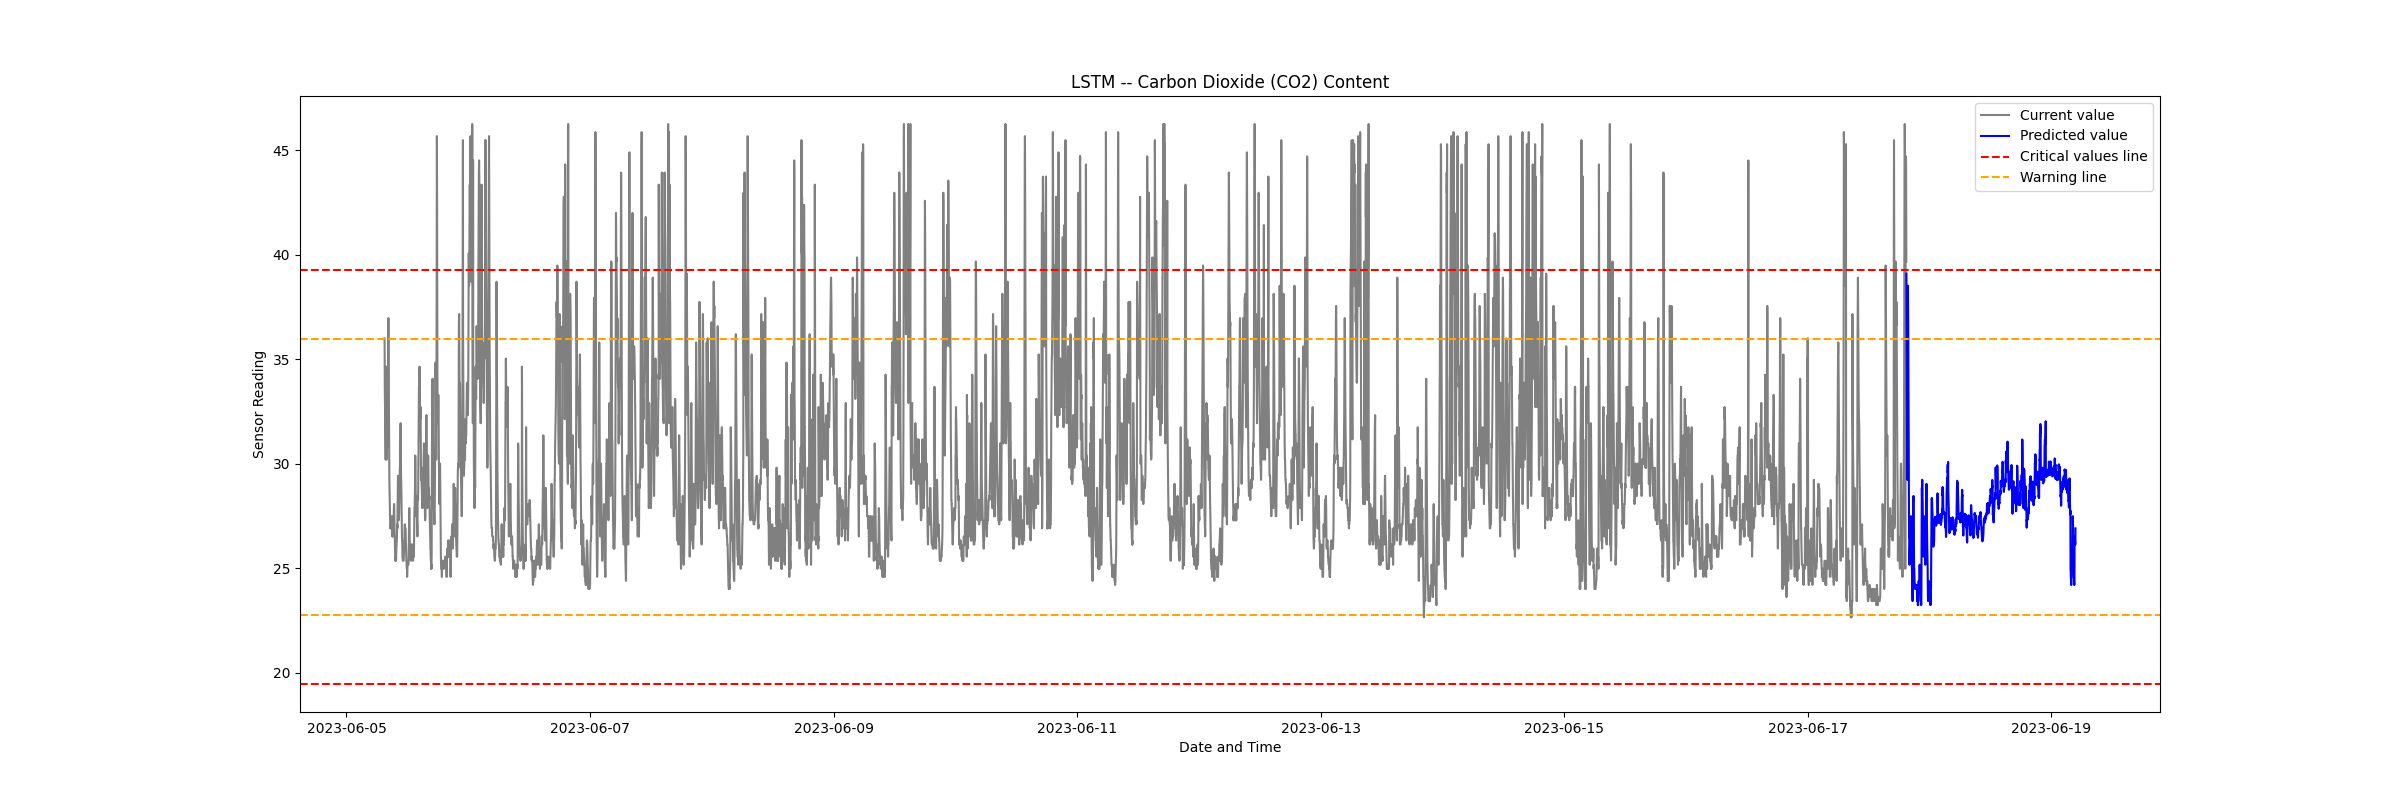 LSTM -- Carbon Dioxide (CO2) Content
Current value
Predicted value
Critical values line
Warning line
Sensor Reading
45
40
35
30
25
20
2023-06-05 2023-06-07 2023-06-09 2023-06-11 2023-06-13 2023-06-15 2023-06-17 2023-06-19
Date and Time